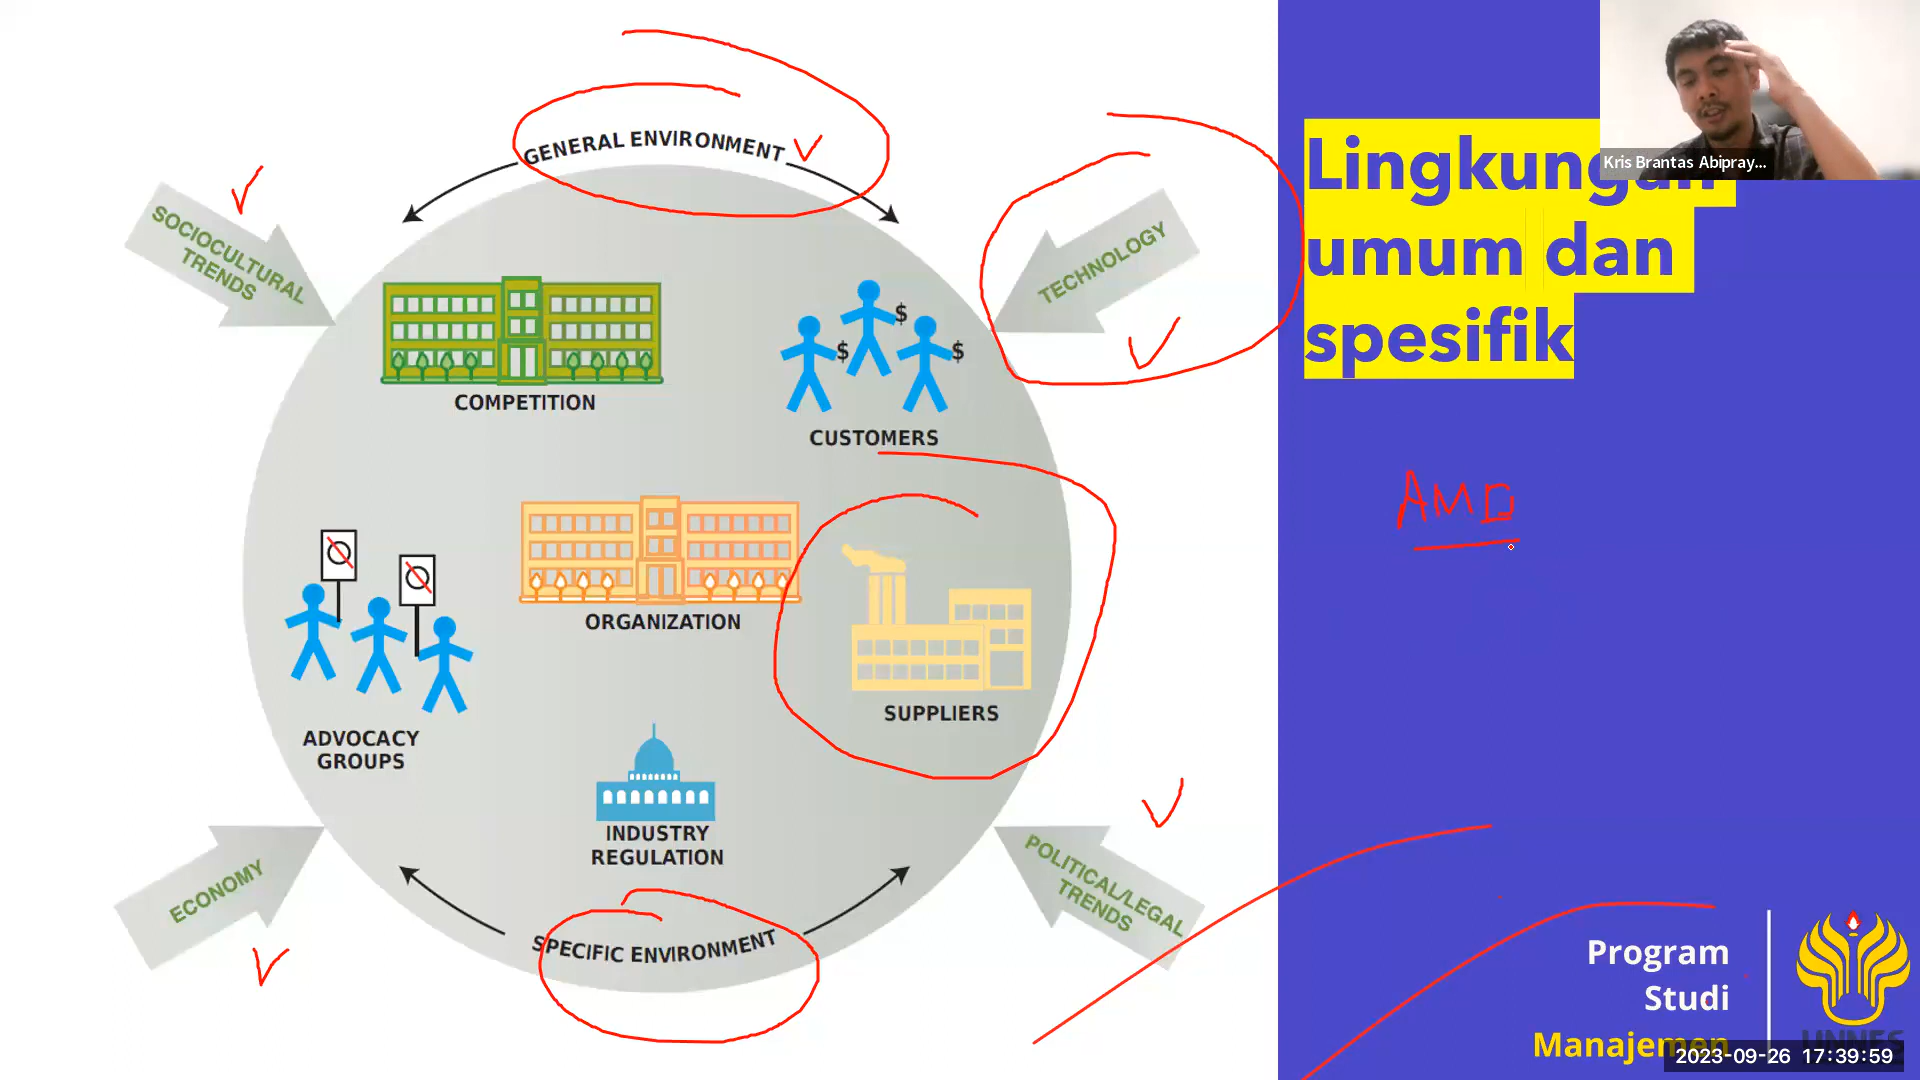 GENERAL ENVIRONMENT
SOCIOCULTURAL
TRENDS
TECHNOLOGY
$
$
$
COMPETITION
CUSTOMERS
ORGANIZATION
SUPPLIERS
ADVOCACY
GROUPS
INDUSTRY
REGULATION
ECONOMY
POLITICAL/LEGAL
TRENDS
SPECIFIC ENVIRONMENT
Lingkungan
umum dan
spesifik
Kris Brantas Abipray...
AMD
Program
Studi
Manajemen
UNNES
2023-09-26 17:39:59